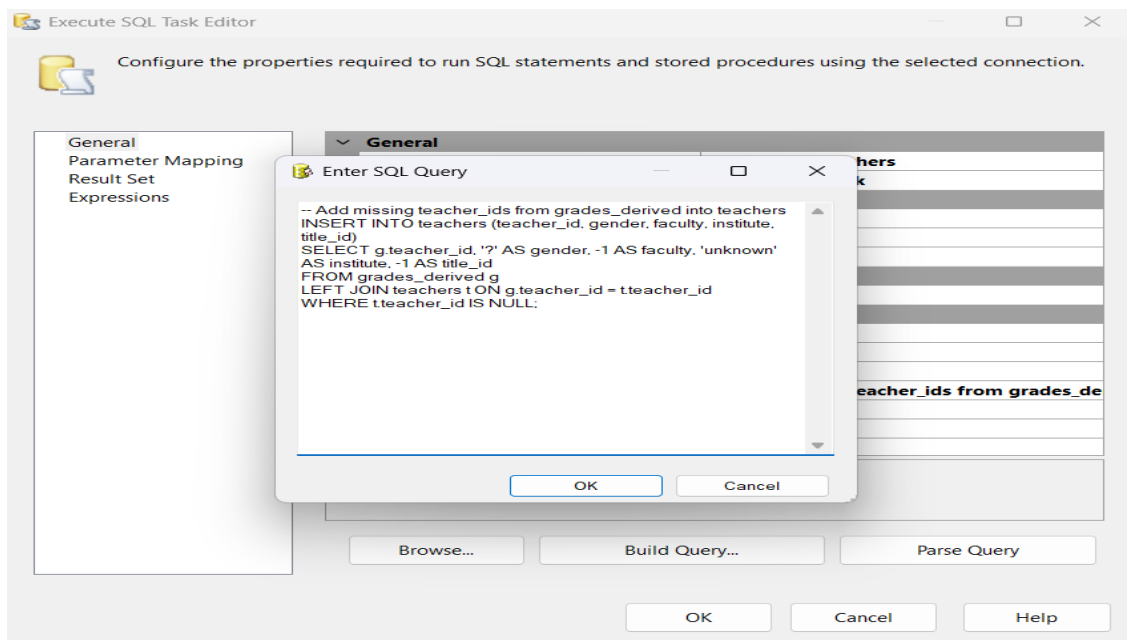 Execute SQL Task Editor
Configure the properties required to run SQL statements and stored procedures using the selected connection.
General
Parameter Mapping
Result Set
Expressions
General
hers
k
Enter SQL Query
-- Add missing teacher_ids from grades_derived into teachers
INSERT INTO teachers (teacher_id, gender, faculty, institute,
title_id)
SELECT g.teacher_id, '?' AS gender, -1 AS faculty, 'unknown'
AS institute, -1 AS title_id
FROM grades_derived g
LEFT JOIN teachers t ON g.teacher_id = t.teacher_id
WHERE t.teacher_id IS NULL;
eacher_ids from grades_de
OK
Cancel
Browse...
Build Query...
Parse Query
OK
Cancel
Help